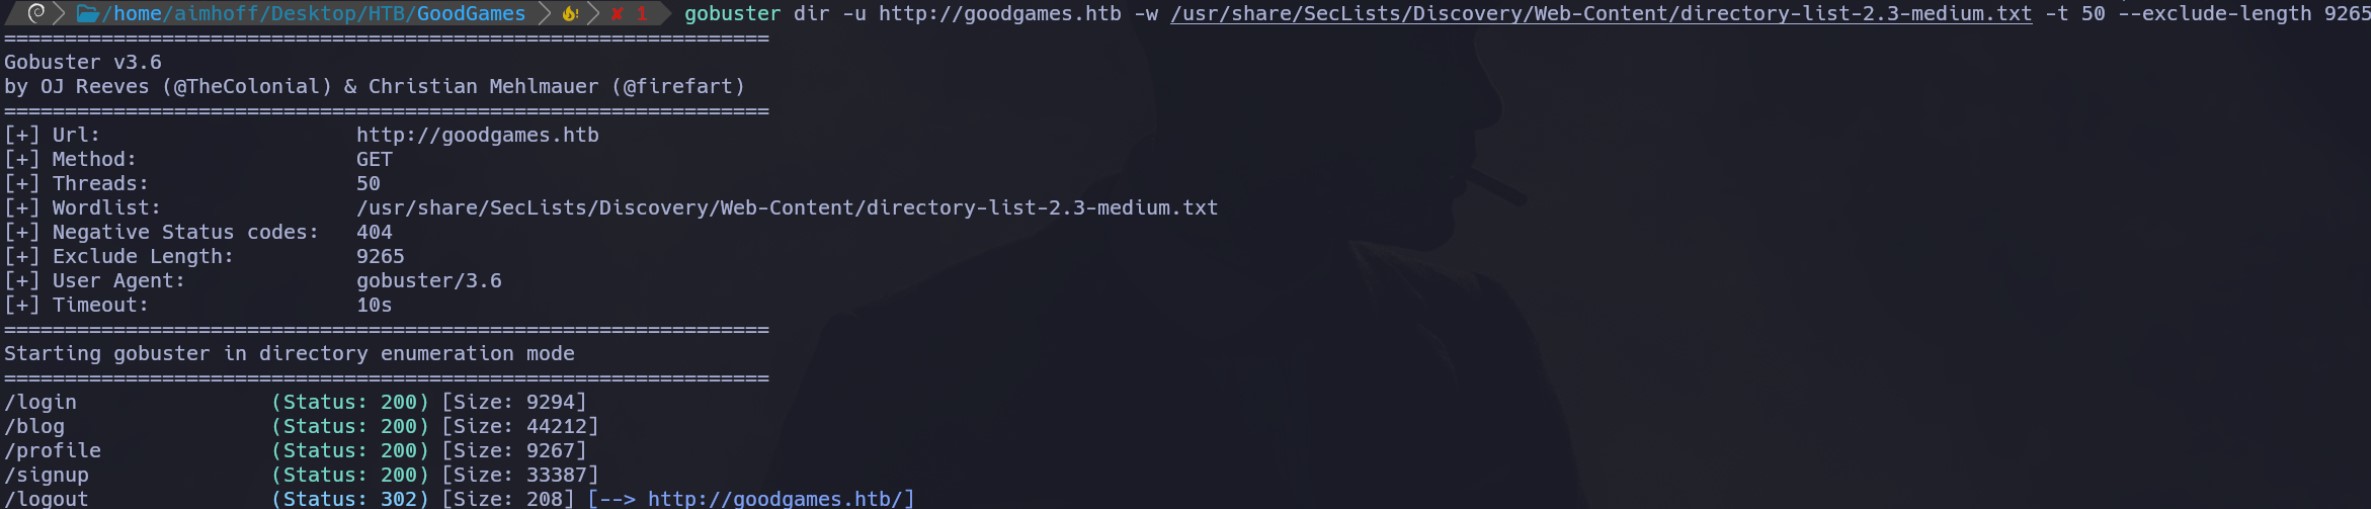 /home/aimhoff/Desktop/HTB/GoodGames ✘ 1 gobuster dir -u http://goodgames.htb -w /usr/share/SecLists/Discovery/Web-Content/directory-list-2.3-medium.txt -t 50 --exclude-length 9265
===============================================================
Gobuster v3.6
by OJ Reeves (@TheColonial) & Christian Mehlmauer (@firefart)
===============================================================
[+] Url:                     http://goodgames.htb
[+] Method:                  GET
[+] Threads:                 50
[+] Wordlist:                /usr/share/SecLists/Discovery/Web-Content/directory-list-2.3-medium.txt
[+] Negative Status codes:   404
[+] Exclude Length:          9265
[+] User Agent:              gobuster/3.6
[+] Timeout:                 10s
===============================================================
Starting gobuster in directory enumeration mode
===============================================================
/login                (Status: 200) [Size: 9294]
/blog                 (Status: 200) [Size: 44212]
/profile              (Status: 200) [Size: 9267]
/signup               (Status: 200) [Size: 33387]
/logout               (Status: 302) [Size: 208] [--> http://goodgames.htb/]